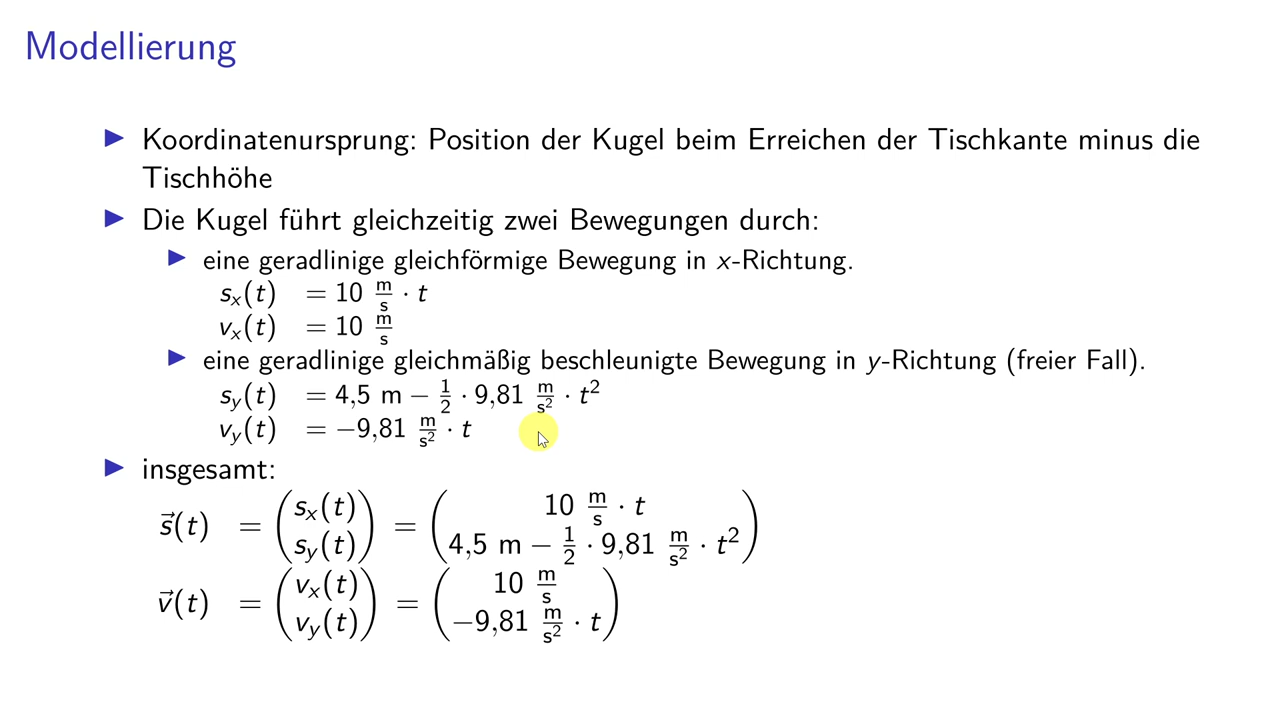 Modellierung
▶ Koordinatenursprung: Position der Kugel beim Erreichen der Tischkante minus die
Tischhöhe
▶ Die Kugel führt gleichzeitig zwei Bewegungen durch:
▶ eine geradlinige gleichförmige Bewegung in x-Richtung.
s_x(t) = 10 m/s · t
v_x(t) = 10 m/s
▶ eine geradlinige gleichmäßig beschleunigte Bewegung in y-Richtung (freier Fall).
s_y(t) = 4,5 m − 1/2 · 9,81 m/s² · t²
v_y(t) = −9,81 m/s² · t
▶ insgesamt:
s⃗(t) = (s_x(t) s_y(t)) = (10 m/s · t 4,5 m − 1/2 · 9,81 m/s² · t²)
v⃗(t) = (v_x(t) v_y(t)) = (10 m/s −9,81 m/s² · t)